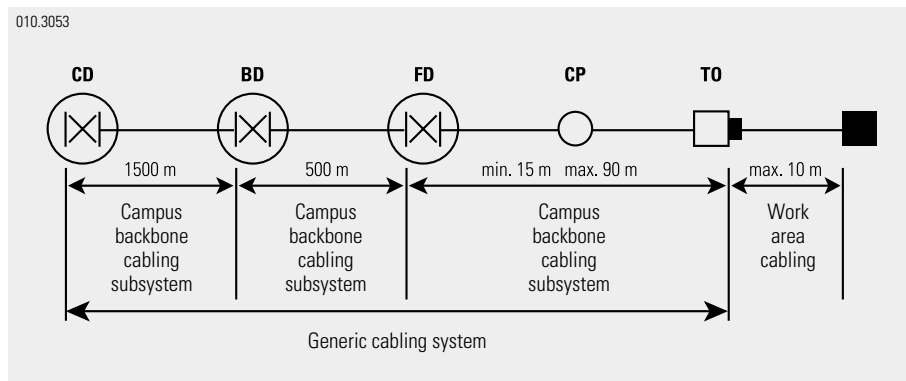 010.3053
CD BD FD CP TO
1500 m 500 m min. 15 m max. 90 m max. 10 m
Campus
backbone
cabling
subsystem
Campus
backbone
cabling
subsystem
Campus
backbone
cabling
subsystem
Work
area
cabling
Generic cabling system